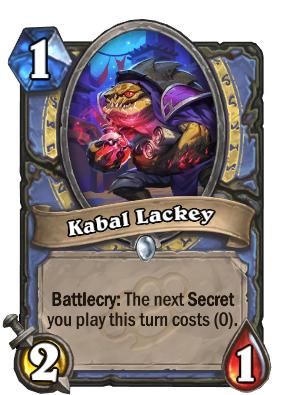 1
Kabal Lackey
Battlecry: The next Secret
you play this turn costs (0).
2
1